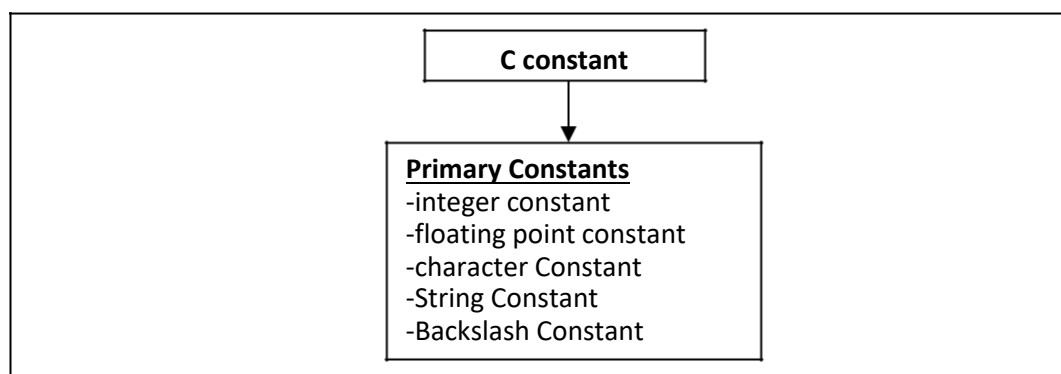 C constant
Primary Constants
-integer constant
-floating point constant
-character Constant
-String Constant
-Backslash Constant